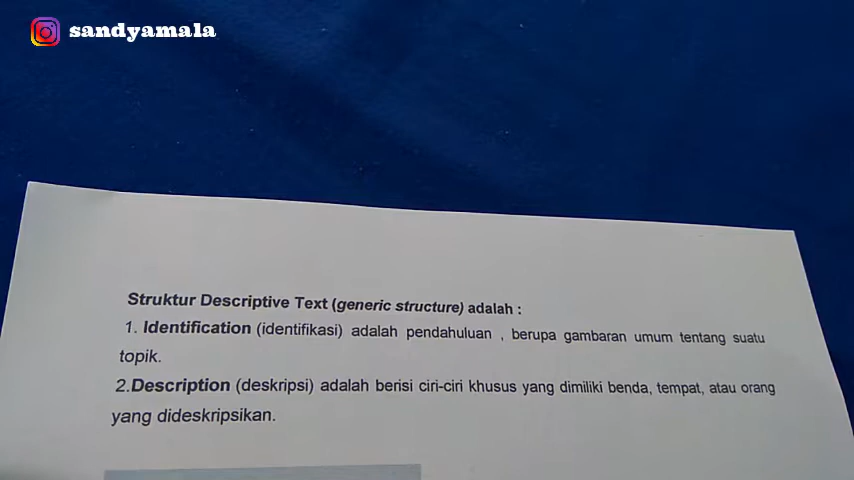 sandyamala
Struktur Descriptive Text (generic structure) adalah :
1. Identification (identifikasi) adalah pendahuluan , berupa gambaran umum tentang suatu
topik.
2.Description (deskripsi) adalah berisi ciri-ciri khusus yang dimiliki benda, tempat, atau orang
yang dideskripsikan.